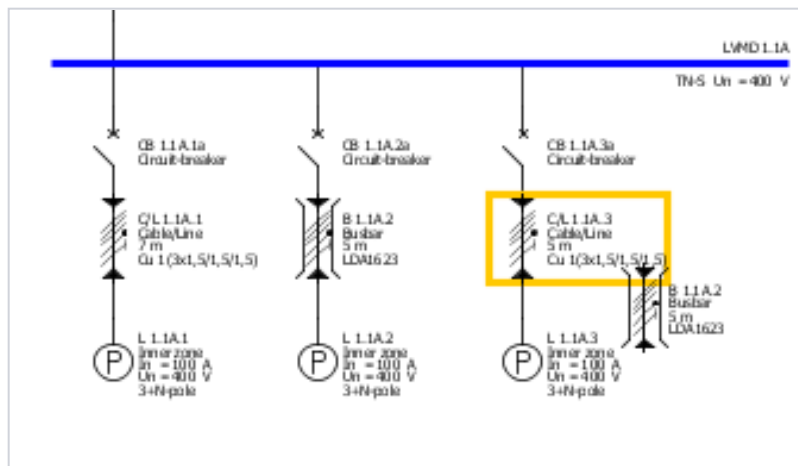 LVMD 1.1A
TN-S Un = 400 V
CB 1.1A.1a
Circuit-breaker
CB 1.1A.2a
Circuit-breaker
CB 1.1A.3a
Circuit-breaker
C/L 1.1A.1
Cable/Line
7 m
Cu 1(3x1,5/1,5/1,5)
B 1.1A.2
Busbar
5 m
LDA1623
C/L 1.1A.3
Cable/Line
5 m
Cu 1(3x1,5/1,5/1,5)
B 1.1A.2
Busbar
5 m
LDA1623
P
L 1.1A.1
Inner zone
In = 100 A
Un = 400 V
3+N-pole
P
L 1.1A.2
Inner zone
In = 100 A
Un = 400 V
3+N-pole
P
L 1.1A.3
Inner zone
In = 100 A
Un = 400 V
3+N-pole